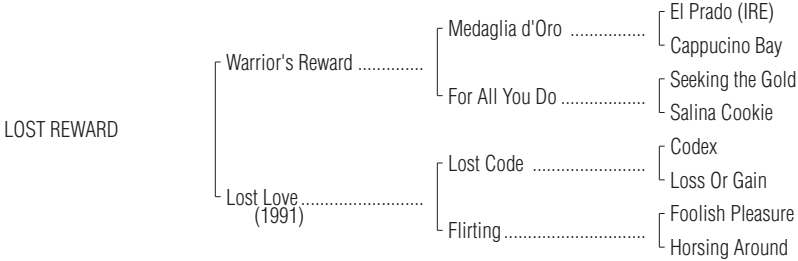 El Prado (IRE)
Medaglia d'Oro ................
Cappucino Bay
Warrior's Reward ..............
Seeking the Gold
For All You Do ..................
Salina Cookie
LOST REWARD
Codex
Lost Code ........................
Loss Or Gain
Lost Love ..........................
(1991)
Foolish Pleasure
Flirting ..............................
Horsing Around